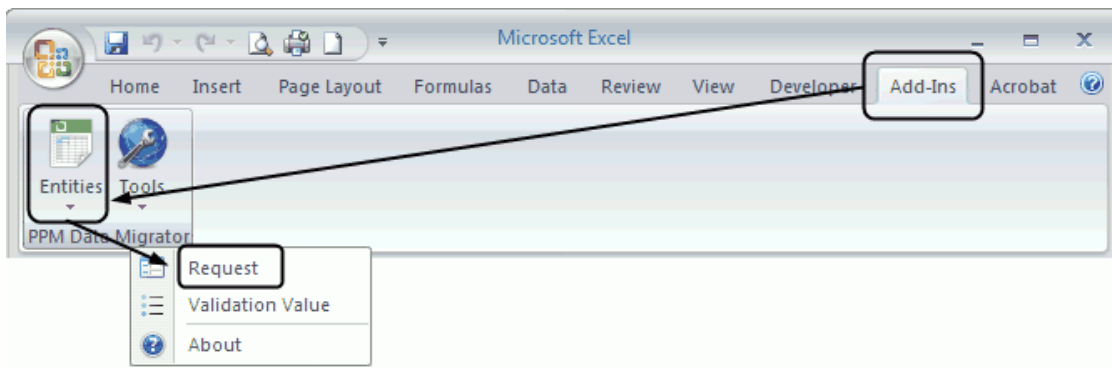 Microsoft Excel
Home Insert Page Layout Formulas Data Review View Developer Add-Ins Acrobat
Entities Tools
PPM Data Migrator
Request
Validation Value
About